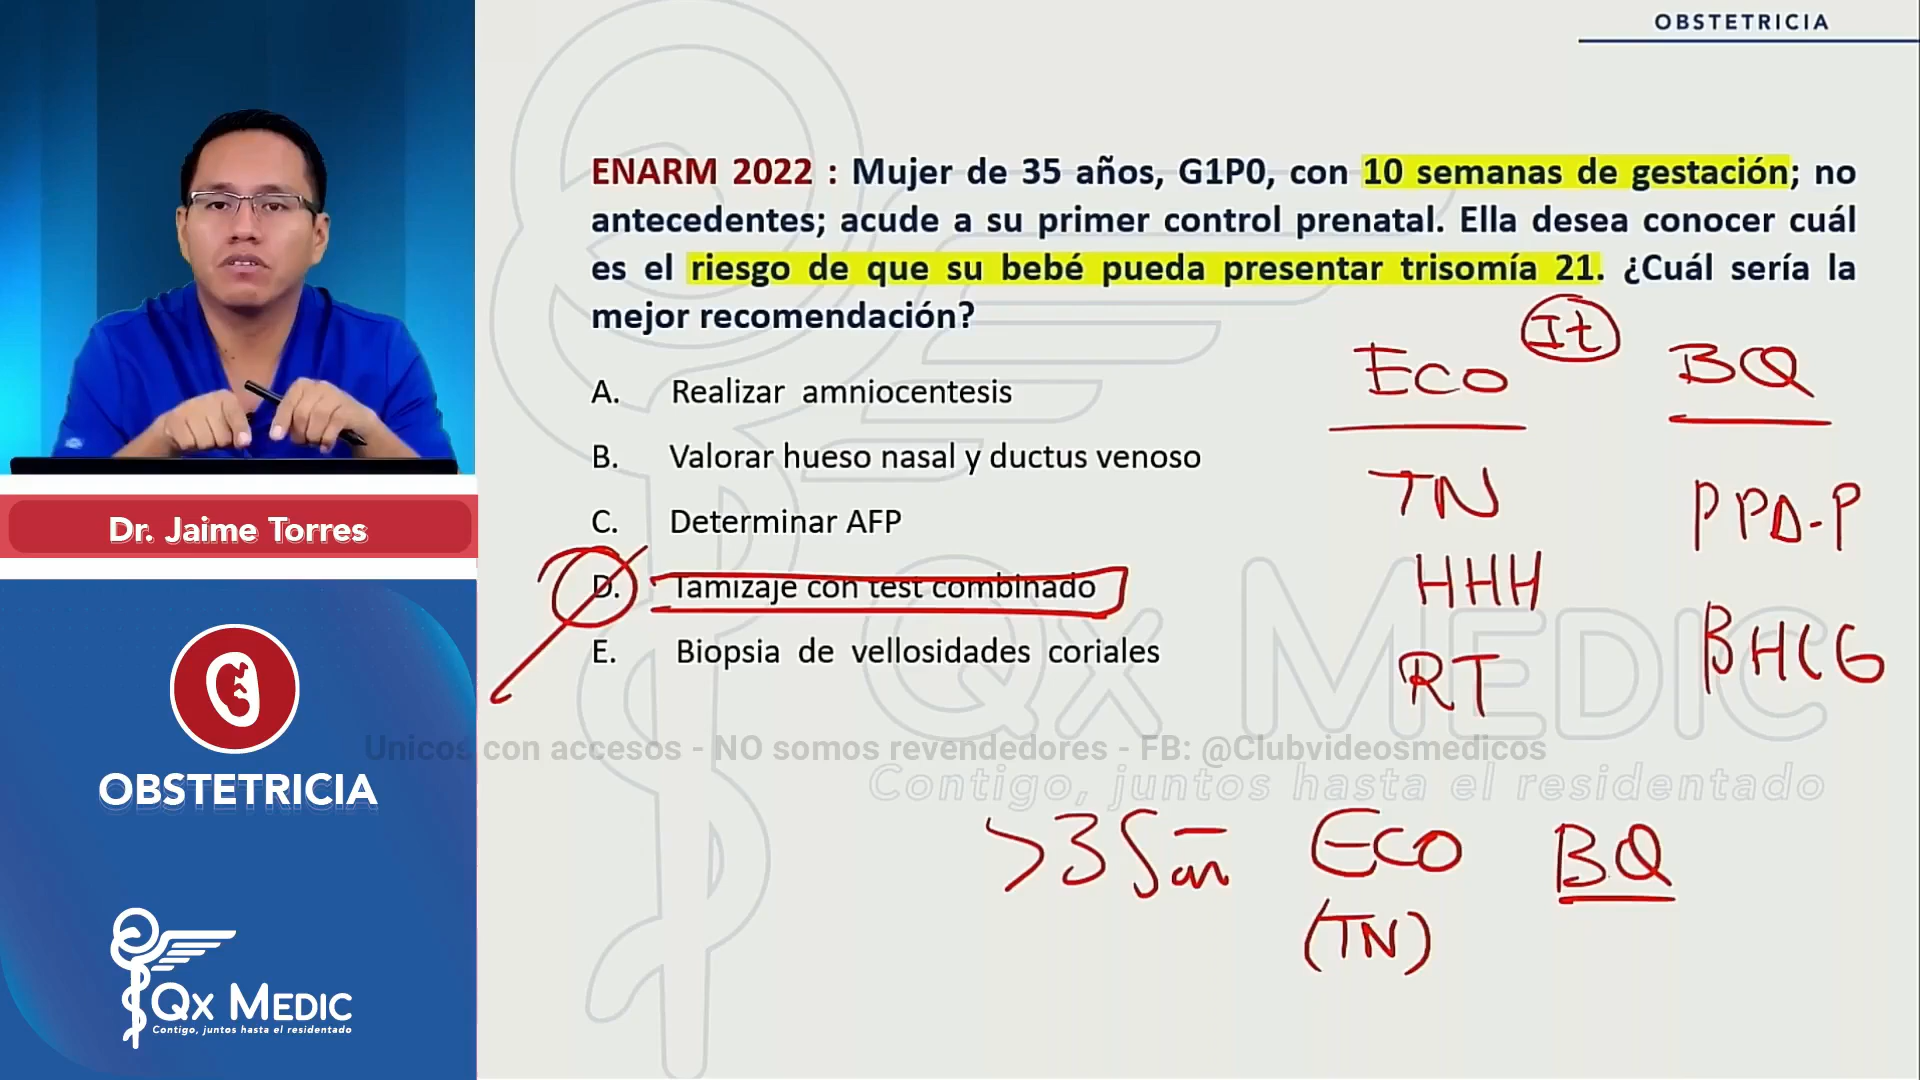 OBSTETRICIA
ENARM 2022 : Mujer de 35 años, G1P0, con 10 semanas de gestación; no
antecedentes; acude a su primer control prenatal. Ella desea conocer cuál
es el riesgo de que su bebé pueda presentar trisomía 21. ¿Cuál sería la
mejor recomendación?
A. Realizar amniocentesis
B. Valorar hueso nasal y ductus venoso
C. Determinar AFP
D. Tamizaje con test combinado
E. Biopsia de vellosidades coriales
It
Eco BQ
TN
HHH
RT
PPA-P
BHCG
>35 Eco BQ
(TN)
Dr. Jaime Torres
OBSTETRICIA
QX MEDIC
Contigo, juntos hasta el residentado
QX MEDIC
Contigo, juntos hasta el residentado
Unicos con accesos - NO somos revendedores - FB: @Clubvideosmedicos